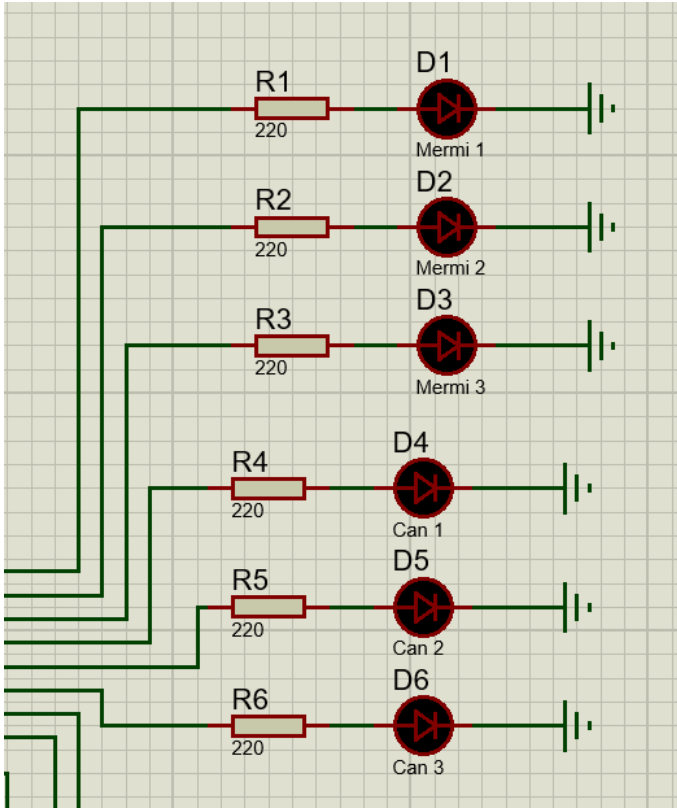 D1
R1
220
Mermi 1
D2
R2
220
Mermi 2
D3
R3
220
Mermi 3
D4
R4
220
Can 1
D5
R5
220
Can 2
D6
R6
220
Can 3